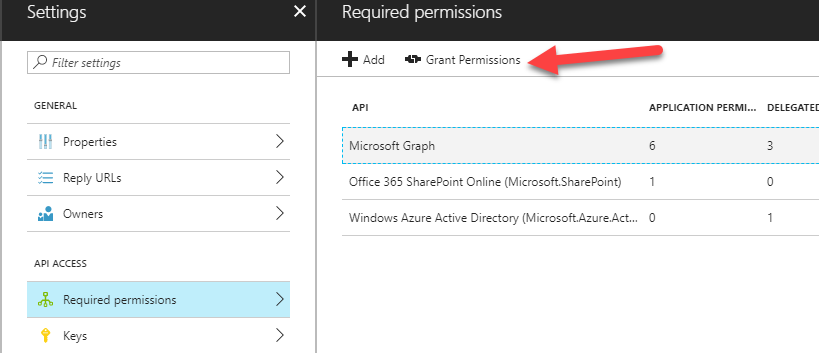 Settings
Required permissions
Filter settings
GENERAL
Properties
Reply URLs
Owners
API ACCESS
Required permissions
Keys
Add Grant Permissions
API APPLICATION PERMI... DELEGATED
Microsoft Graph 6 3
Office 365 SharePoint Online (Microsoft.SharePoint) 1 0
Windows Azure Active Directory (Microsoft.Azure.Act... 0 1